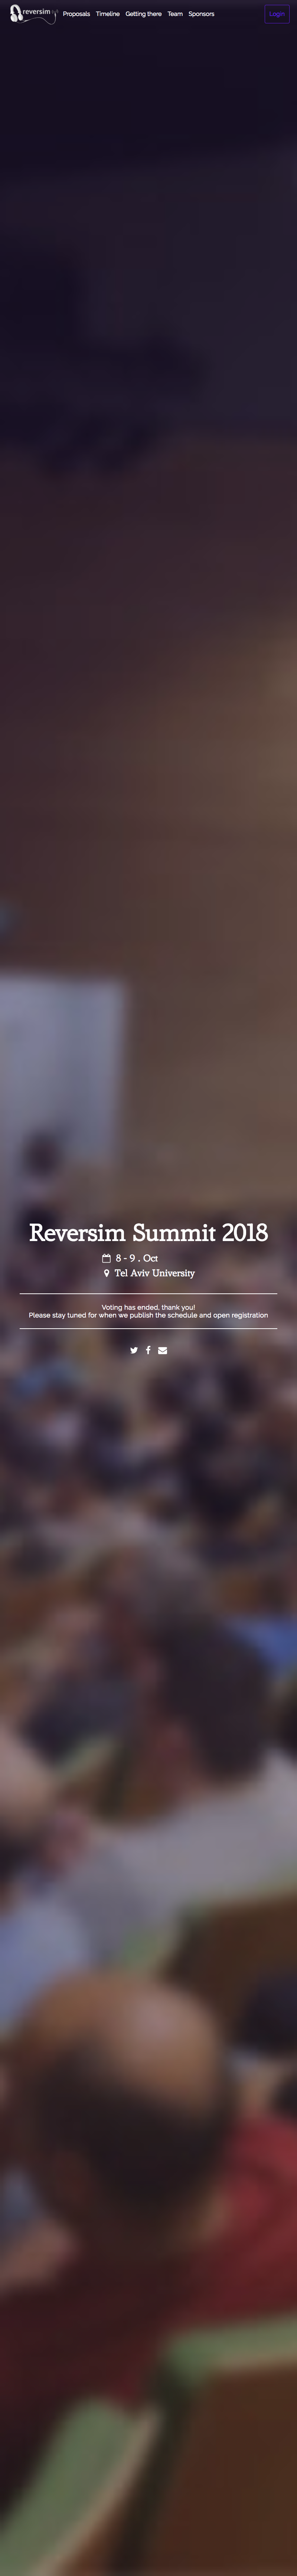 reversim
Proposals Timeline Getting there Team Sponsors
Login
Reversim Summit 2018
8 - 9 . Oct
Tel Aviv University
Voting has ended, thank you!
Please stay tuned for when we publish the schedule and open registration